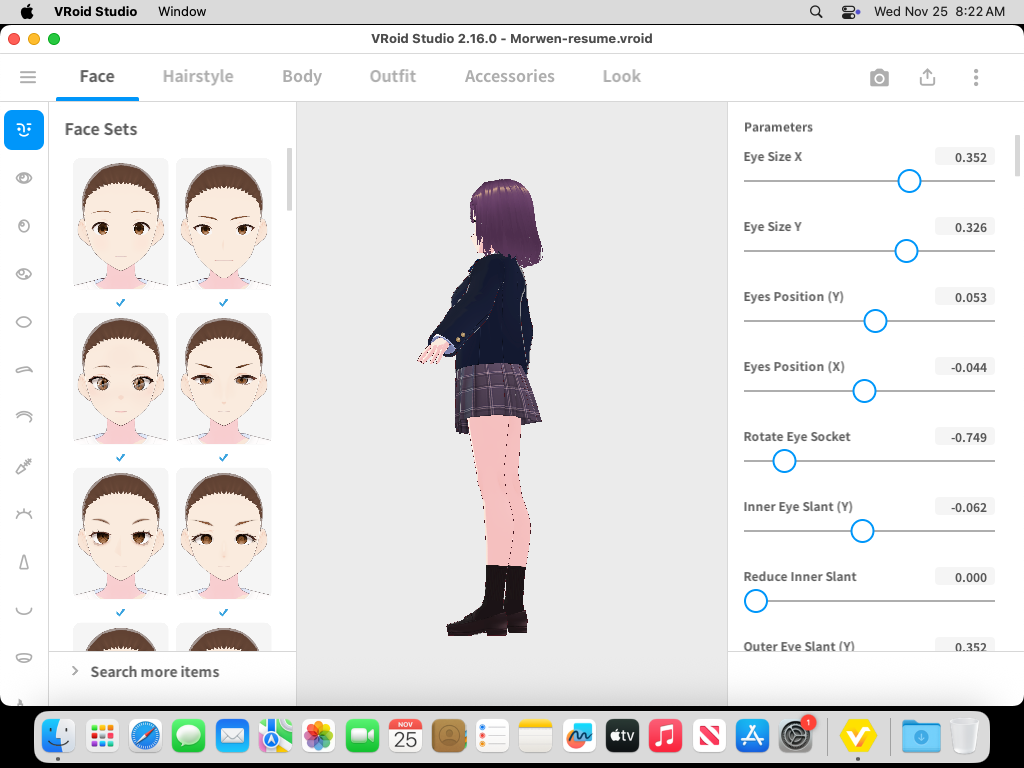 VRoid Studio Window Wed Nov 25 8:22 AM
VRoid Studio 2.16.0 - Morwen-resume.vroid
Face Hairstyle Body Outfit Accessories Look
Face Sets
Search more items
Parameters
Eye Size X 0.352
Eye Size Y 0.326
Eyes Position (Y) 0.053
Eyes Position (X) -0.044
Rotate Eye Socket -0.749
Inner Eye Slant (Y) -0.062
Reduce Inner Slant 0.000
Outer Eye Slant (Y) 0.352
NOV
25
tv
1